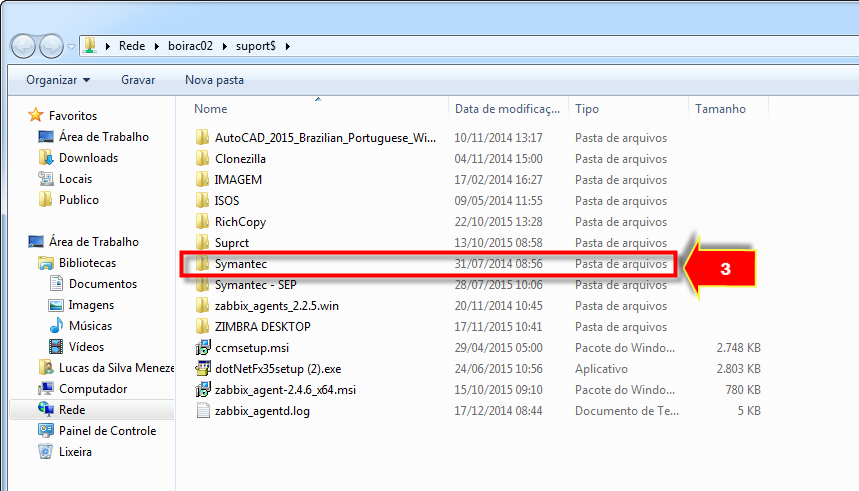 Rede boirac02 suport$
Organizar Gravar Nova pasta
Nome Data de modificaç... Tipo Tamanho
Favoritos
Área de Trabalho
Downloads
Locais
Publico
Área de Trabalho
Bibliotecas
Documentos
Imagens
Músicas
Vídeos
Lucas da Silva Meneze
Computador
Rede
Painel de Controle
Lixeira
AutoCAD_2015_Brazilian_Portuguese_Wi... 10/11/2014 13:17 Pasta de arquivos
Clonezilla 04/11/2014 15:00 Pasta de arquivos
IMAGEM 17/02/2014 16:27 Pasta de arquivos
ISOS 09/05/2014 11:55 Pasta de arquivos
RichCopy 22/10/2015 13:28 Pasta de arquivos
Suprct 13/10/2015 08:58 Pasta de arquivos
Symantec 31/07/2014 08:56 Pasta de arquivos
3
Symantec - SEP 28/07/2015 10:06 Pasta de arquivos
zabbix_agents_2.2.5.win 20/11/2014 10:45 Pasta de arquivos
ZIMBRA DESKTOP 17/11/2015 10:41 Pasta de arquivos
ccmsetup.msi 29/04/2015 05:00 Pacote do Windo... 2.748 KB
dotNetFx35setup (2).exe 24/06/2015 10:56 Aplicativo 2.803 KB
zabbix_agent-2.4.6_x64.msi 15/10/2015 09:10 Pacote do Windo... 780 KB
zabbix_agentd.log 17/12/2014 08:44 Documento de Te... 5 KB